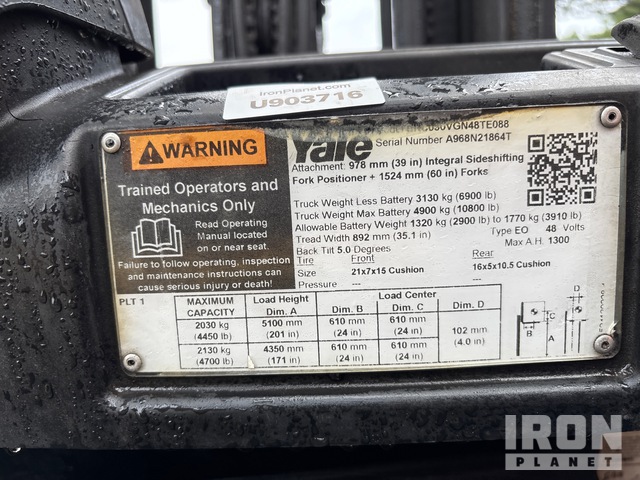 IronPlanet.com
U903716
C050VGN48TE088
WARNING
Yale
Serial Number A968N21864T
Attachment: 978 mm (39 in) Integral Sideshifting
Fork Positioner + 1524 mm (60 in) Forks
Trained Operators and
Mechanics Only
Read Operating
Manual located
on or near seat.
Failure to follow operating, inspection
and maintenance instructions can
cause serious injury or death!
Truck Weight Less Battery 3130 kg (6900 lb)
Truck Weight Max Battery 4900 kg (10800 lb)
Allowable Battery Weight 1320 kg (2900 lb) to 1770 kg (3910 lb)
Tread Width 892 mm (35.1 in) Type EO 48 Volts
Back Tilt 5.0 Degrees Max A.H. 1300
Tire Front Rear
Size 21x7x15 Cushion 16x5x10.5 Cushion
Pressure --- ---
PLT 1
MAXIMUM CAPACITY Load Height Dim. A Load Center Dim. B Dim. C Dim. D
2030 kg 5100 mm 610 mm 610 mm 102 mm
(4450 lb) (201 in) (24 in) (24 in) (4.0 in)
2130 kg 4350 mm 610 mm 610 mm
(4700 lb) (171 in) (24 in) (24 in)
D
C
B
A
IRON
PLANET